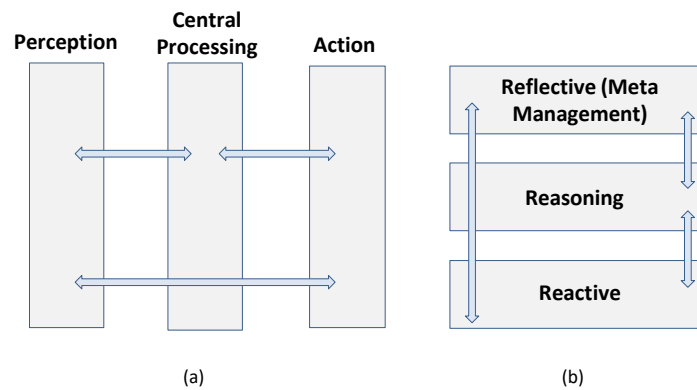 Perception
Central
Processing
Action
(a)
Reflective (Meta
Management)
Reasoning
Reactive
(b)